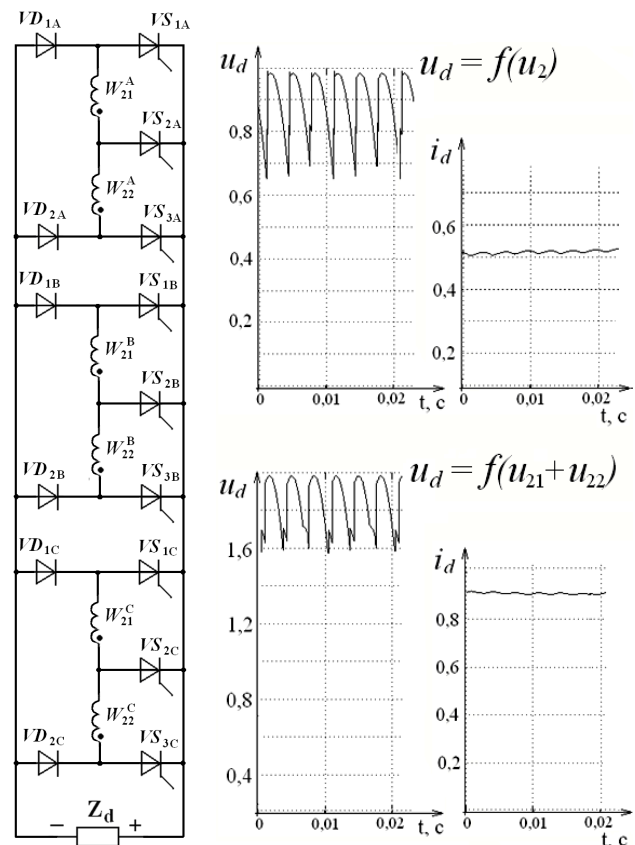 VD1A VS1A
W21A
VS2A
W22A
VD2A VS3A
VD1B VS1B
W21B
VS2B
W22B
VD2B VS3B
VD1C VS1C
W21C
VS2C
W22C
VD2C VS3C
Zd
− +
ud
ud = f(u2)
0,8
0,6
0,4
0,2
0 0,01 0,02
t, c
id
0,6
0,4
0,2
0 0,01 0,02
t, c
ud
ud = f(u21+u22)
1,6
1,2
0,8
0,4
0 0,01 0,02
t, c
id
0,8
0,6
0,4
0,2
0 0,01 0,02
t, c